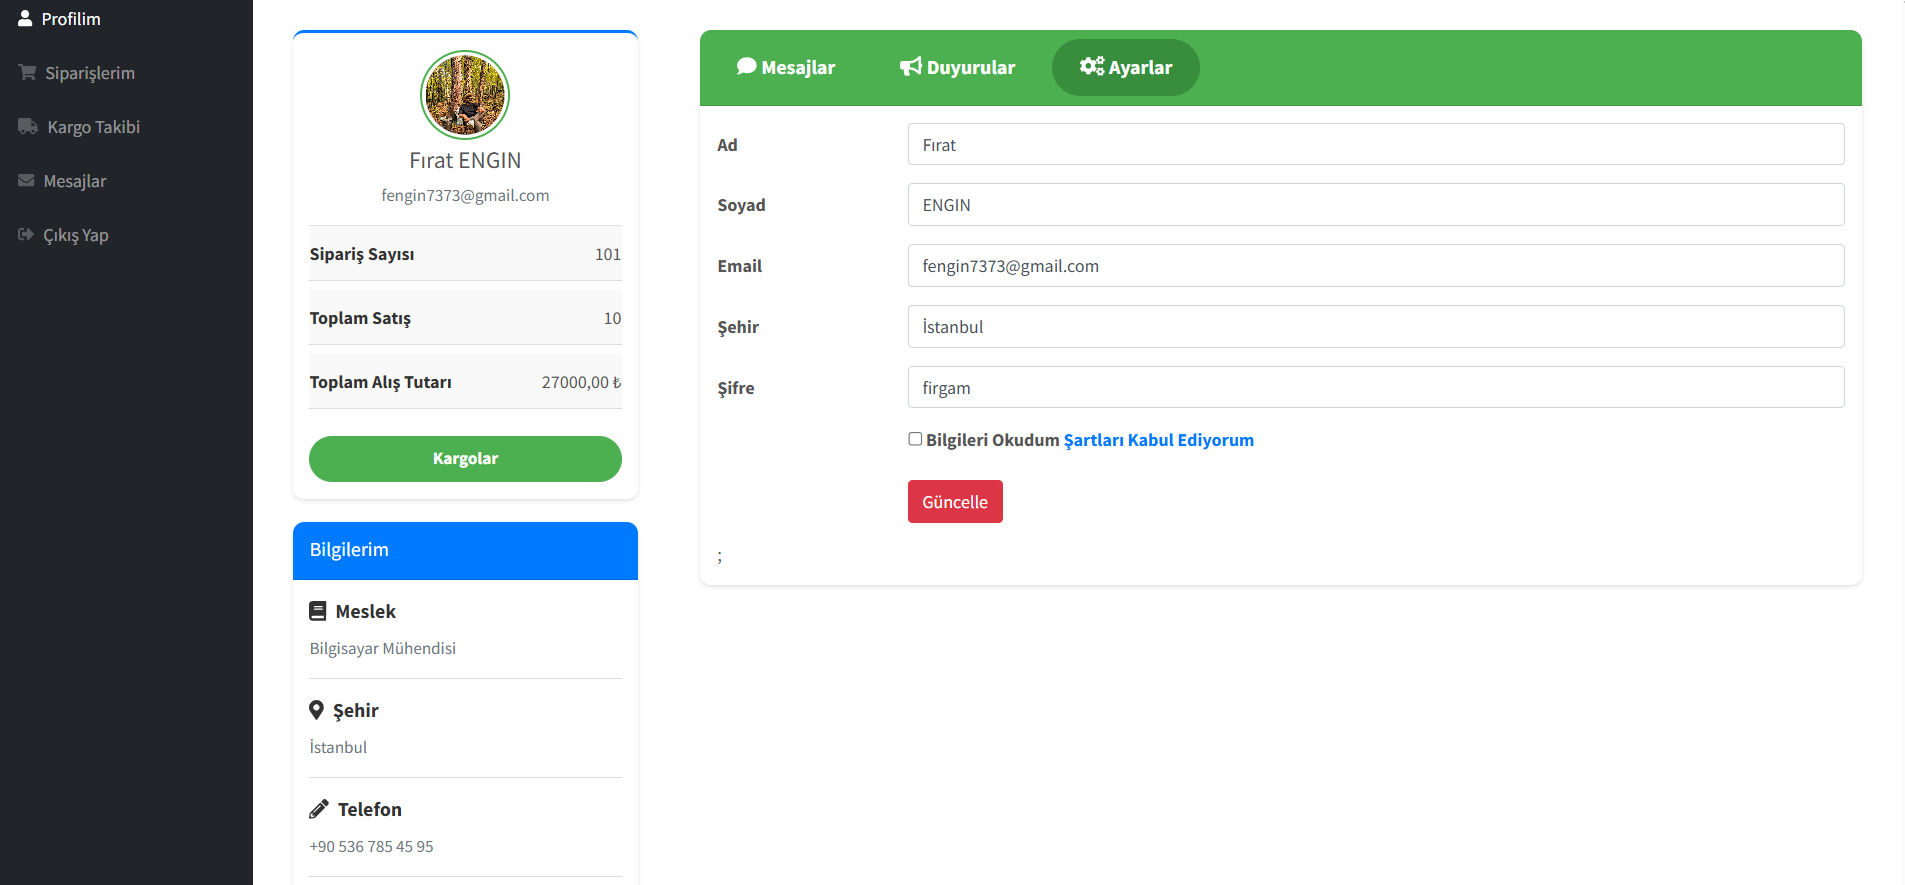 Profilim
Siparişlerim
Kargo Takibi
Mesajlar
Çıkış Yap
Fırat ENGIN
fengin7373@gmail.com
Sipariş Sayısı 101
Toplam Satış 10
Toplam Alış Tutarı 27000,00 ₺
Kargolar
Bilgilerim
Meslek
Bilgisayar Mühendisi
Şehir
İstanbul
Telefon
+90 536 785 45 95
Mesajlar Duyurular Ayarlar
Ad Fırat
Soyad ENGIN
Email fengin7373@gmail.com
Şehir İstanbul
Şifre firgam
Bilgileri Okudum Şartları Kabul Ediyorum
Güncelle
;